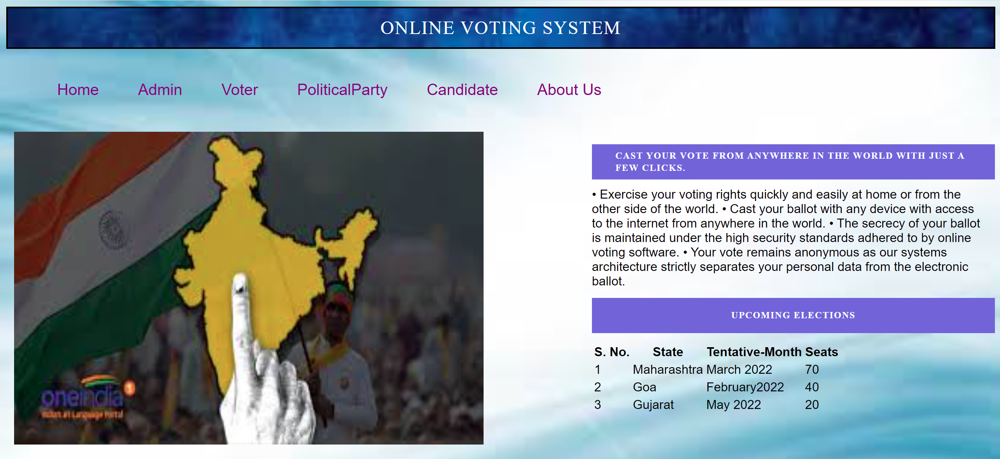 ONLINE VOTING SYSTEM
Home Admin Voter PoliticalParty Candidate About Us
CAST YOUR VOTE FROM ANYWHERE IN THE WORLD WITH JUST A
FEW CLICKS.
• Exercise your voting rights quickly and easily at home or from the
other side of the world. • Cast your ballot with any device with access
to the internet from anywhere in the world. • The secrecy of your ballot
is maintained under the high security standards adhered to by online
voting software. • Your vote remains anonymous as our systems
architecture strictly separates your personal data from the electronic
ballot.
UPCOMING ELECTIONS
S. No. State Tentative-Month Seats
1 Maharashtra March 2022 70
2 Goa February2022 40
3 Gujarat May 2022 20
oneindia
Language Portal